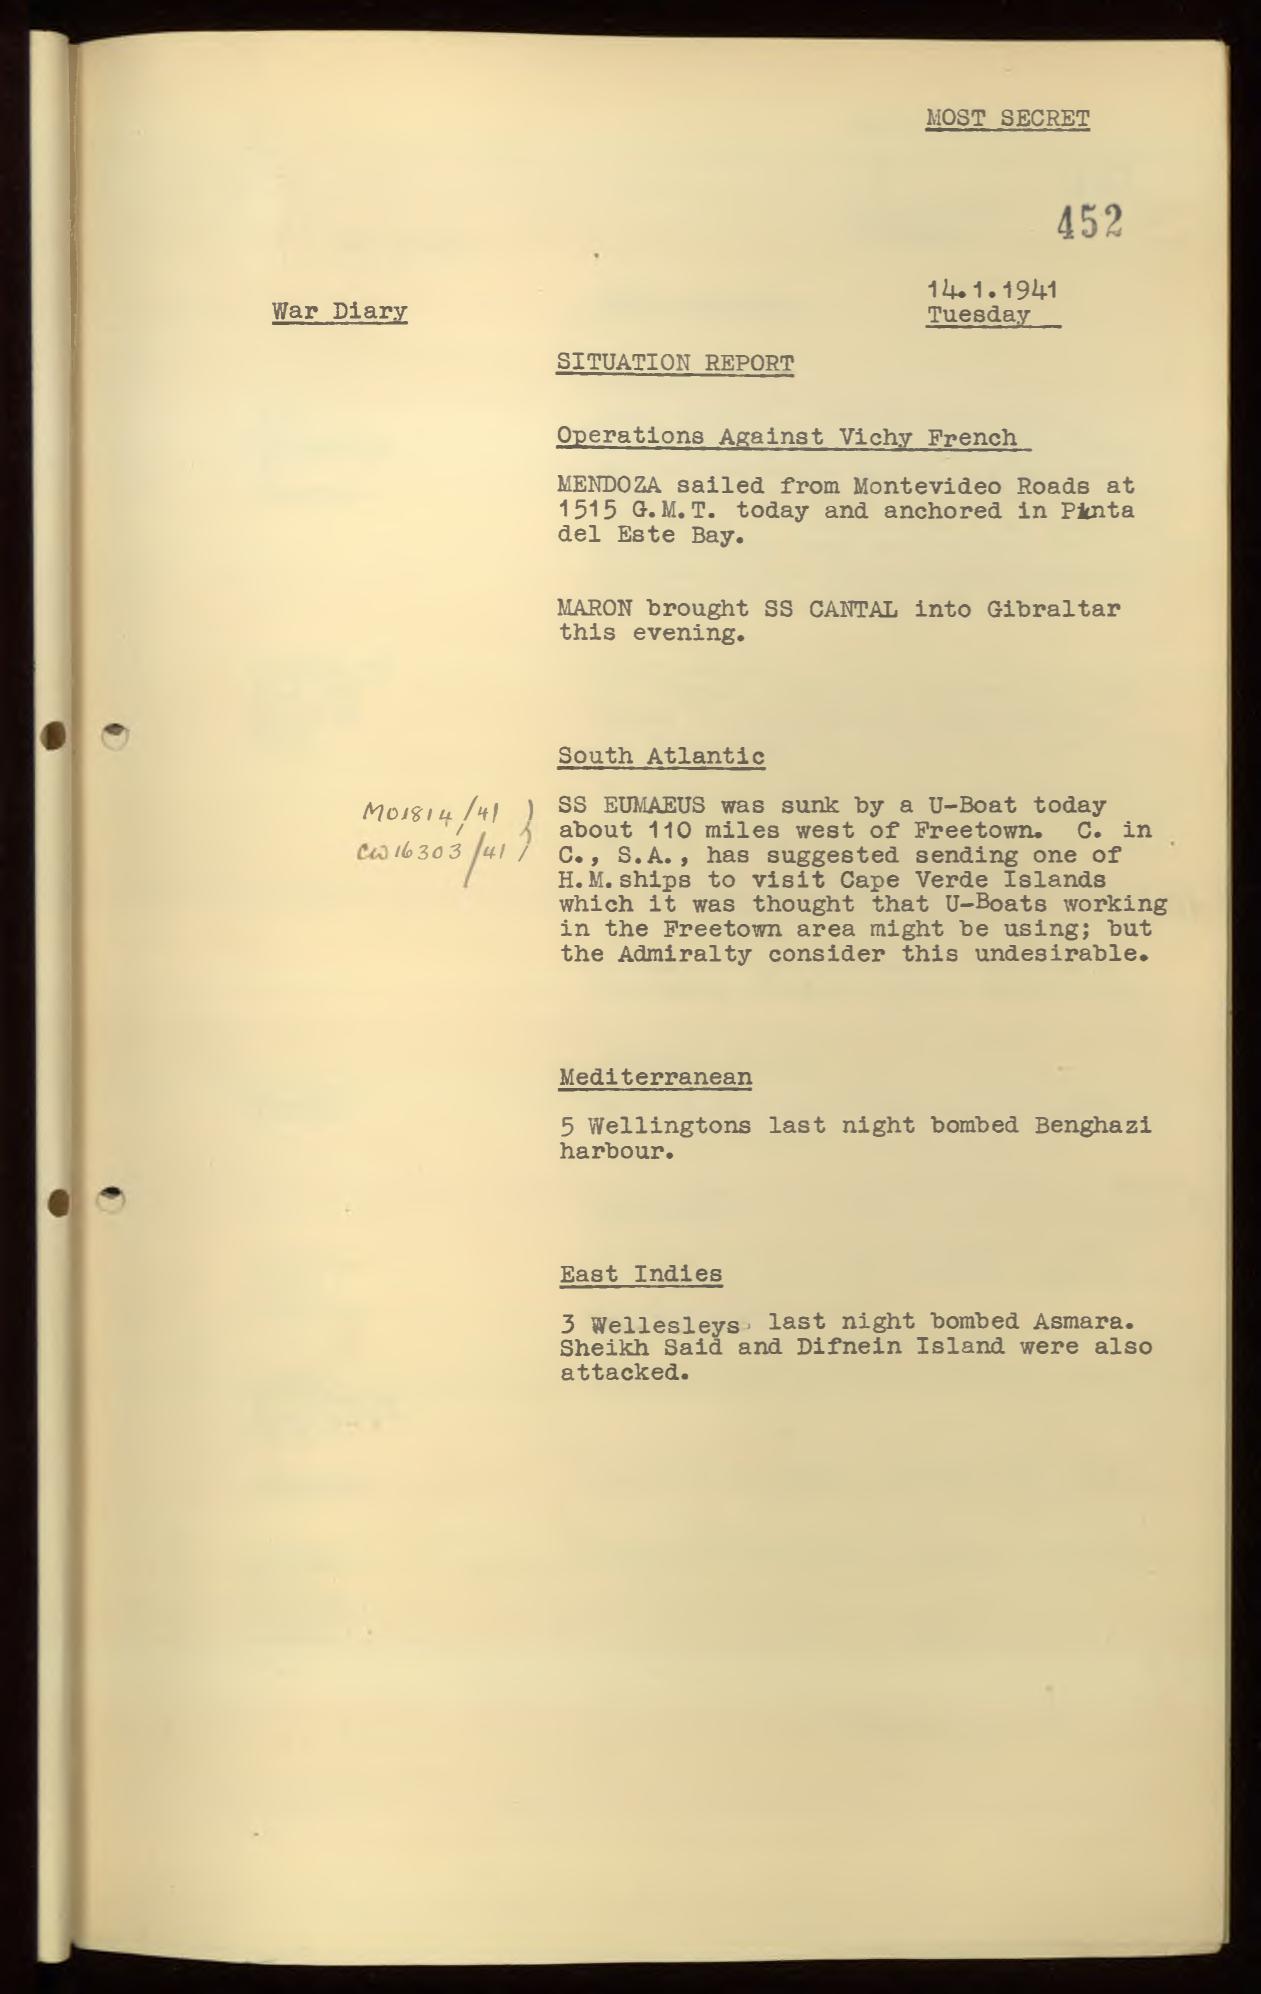 MOST SECRET
452
14.1.1941
War Diary
Tuesday
SITUATION REPORT
Operations Against Vichy French
MENDOZA sailed from Montevideo Roads at
1515 G.M.T. today and anchored in Punta
del Este Bay.
MARON brought SS CANTAL into Gibraltar
this evening.
South Atlantic
M01814/41 )
CW16303/41 )
SS EUMAEUS was sunk by a U-Boat today
about 110 miles west of Freetown. C. in
C., S.A., has suggested sending one of
H.M.ships to visit Cape Verde Islands
which it was thought that U-Boats working
in the Freetown area might be using; but
the Admiralty consider this undesirable.
Mediterranean
5 Wellingtons last night bombed Benghazi
harbour.
East Indies
3 Wellesleys last night bombed Asmara.
Sheikh Said and Difnein Island were also
attacked.